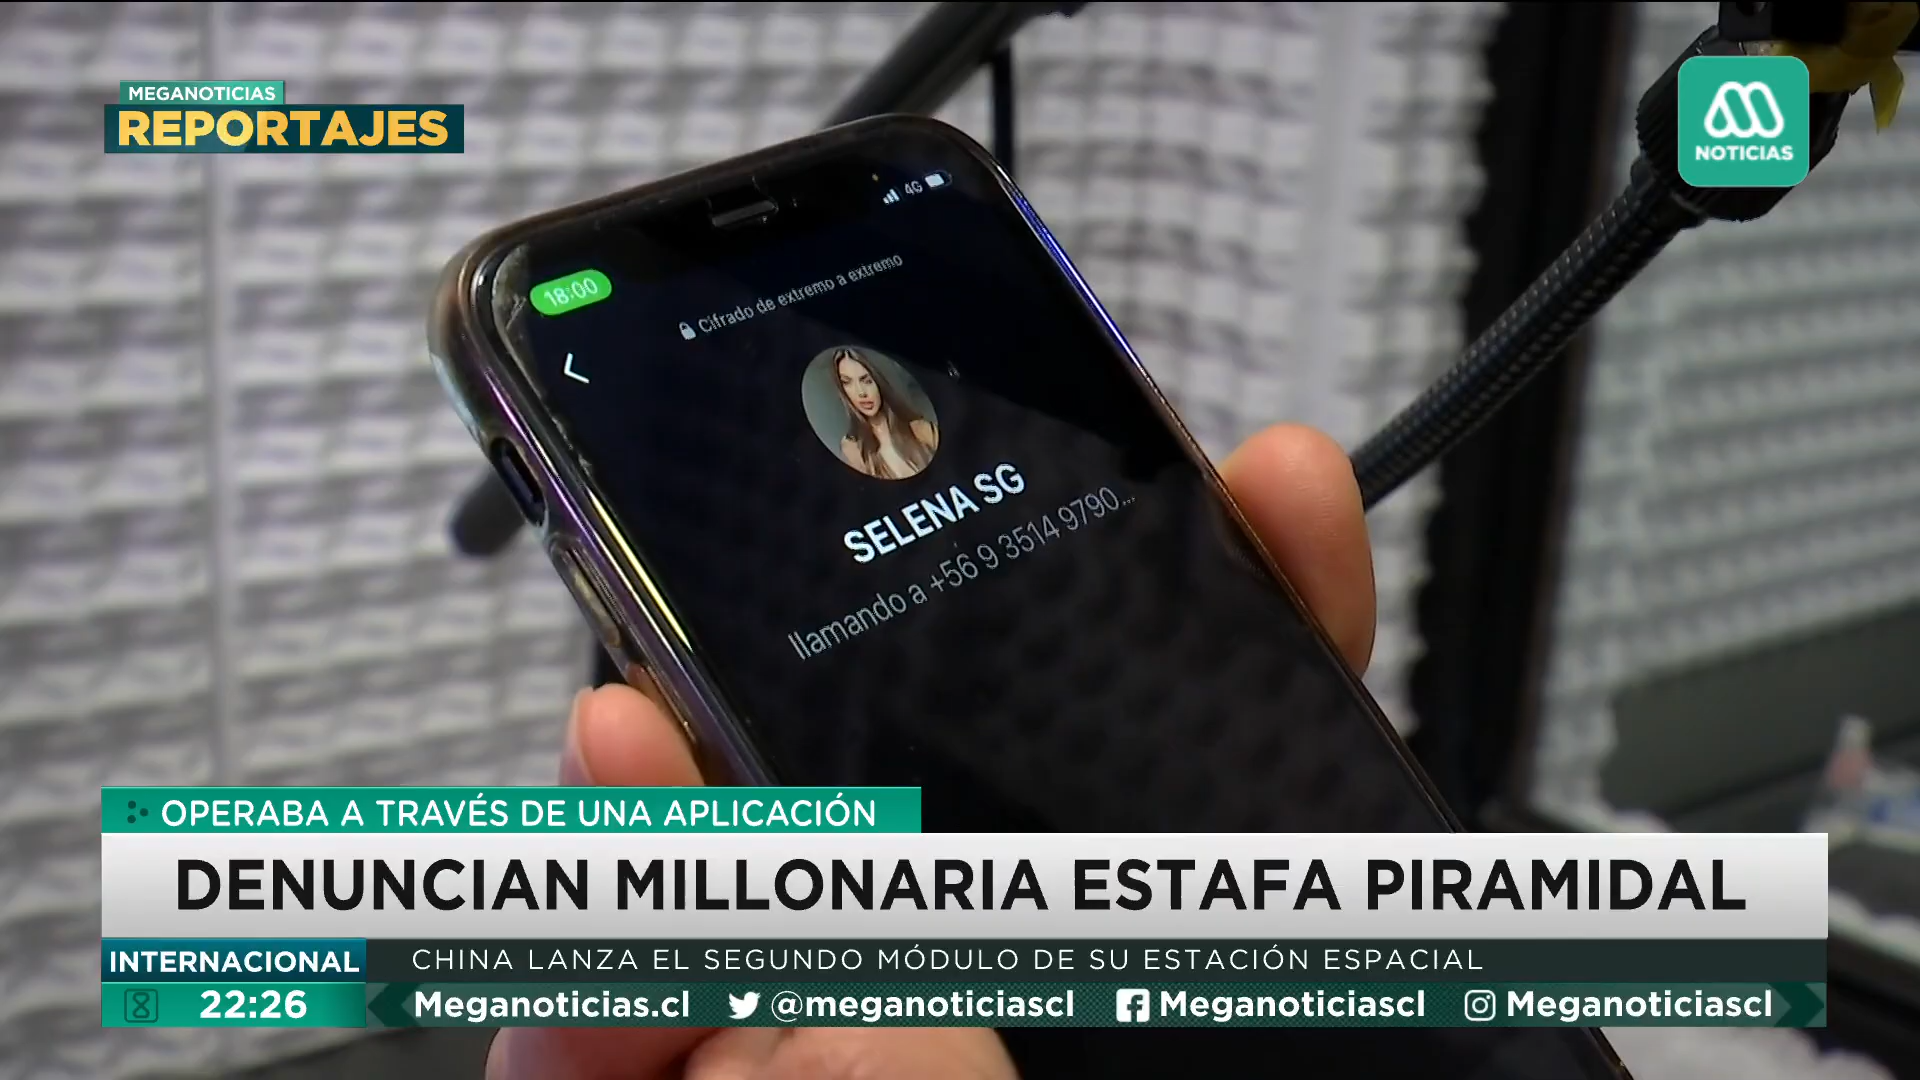 MEGANOTICIAS
REPORTAJES
NOTICIAS
4G
18:00
Cifrado de extremo a extremo
SELENA SG
llamando a +56 9 3514 9790...
OPERABA A TRAVÉS DE UNA APLICACIÓN
DENUNCIAN MILLONARIA ESTAFA PIRAMIDAL
INTERNACIONAL CHINA LANZA EL SEGUNDO MÓDULO DE SU ESTACIÓN ESPACIAL
22:26 Meganoticias.cl @meganoticiascl Meganoticiascl Meganoticiascl